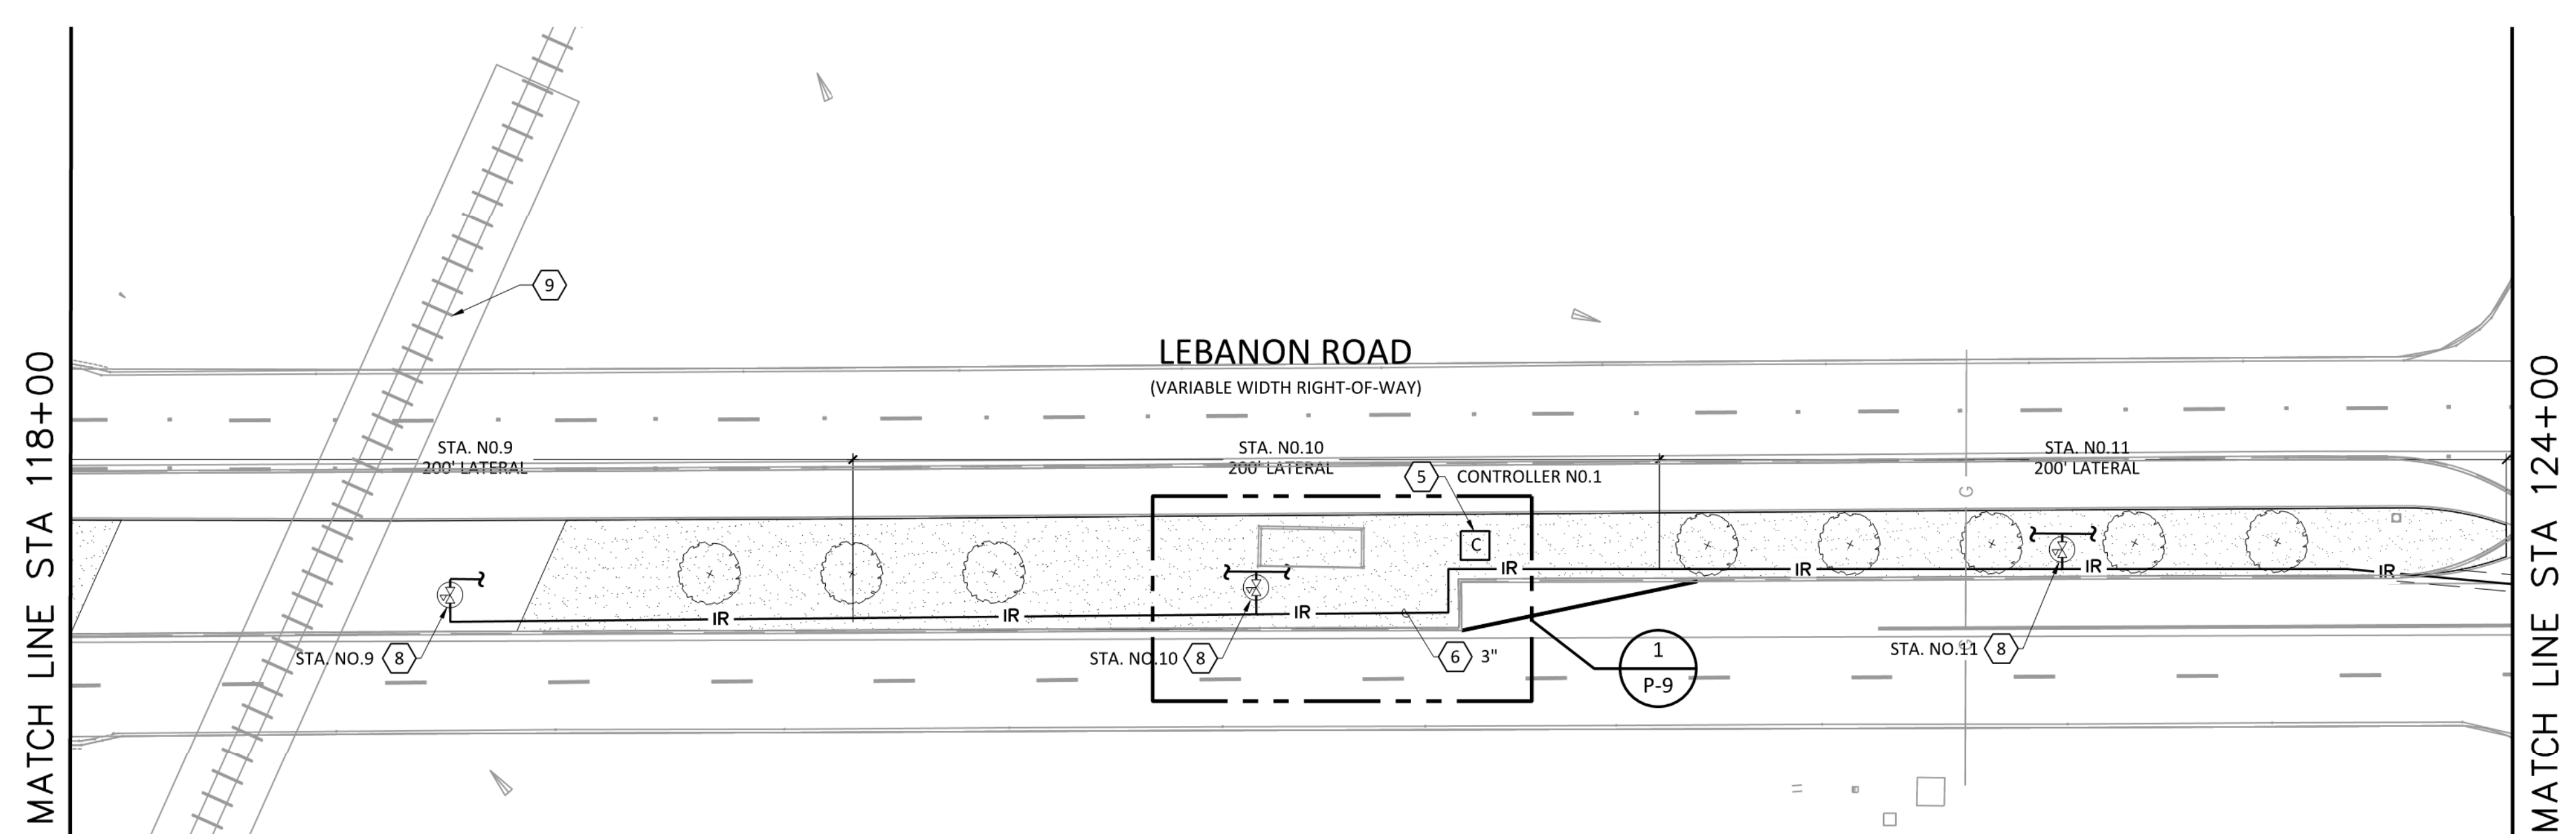 MATCH LINE STA 118+00
9
LEBANON ROAD
(VARIABLE WIDTH RIGHT-OF-WAY)
STA. N0.9
200' LATERAL
STA. N0.10
200' LATERAL
STA. N0.11
200' LATERAL
5
CONTROLLER N0.1
G
C
IR
IR
IR
IR
IR
IR
IR
STA. NO.9
8
STA. NO.10
8
6
3"
1
P-9
STA. NO.11
8
G
MATCH LINE STA 124+00